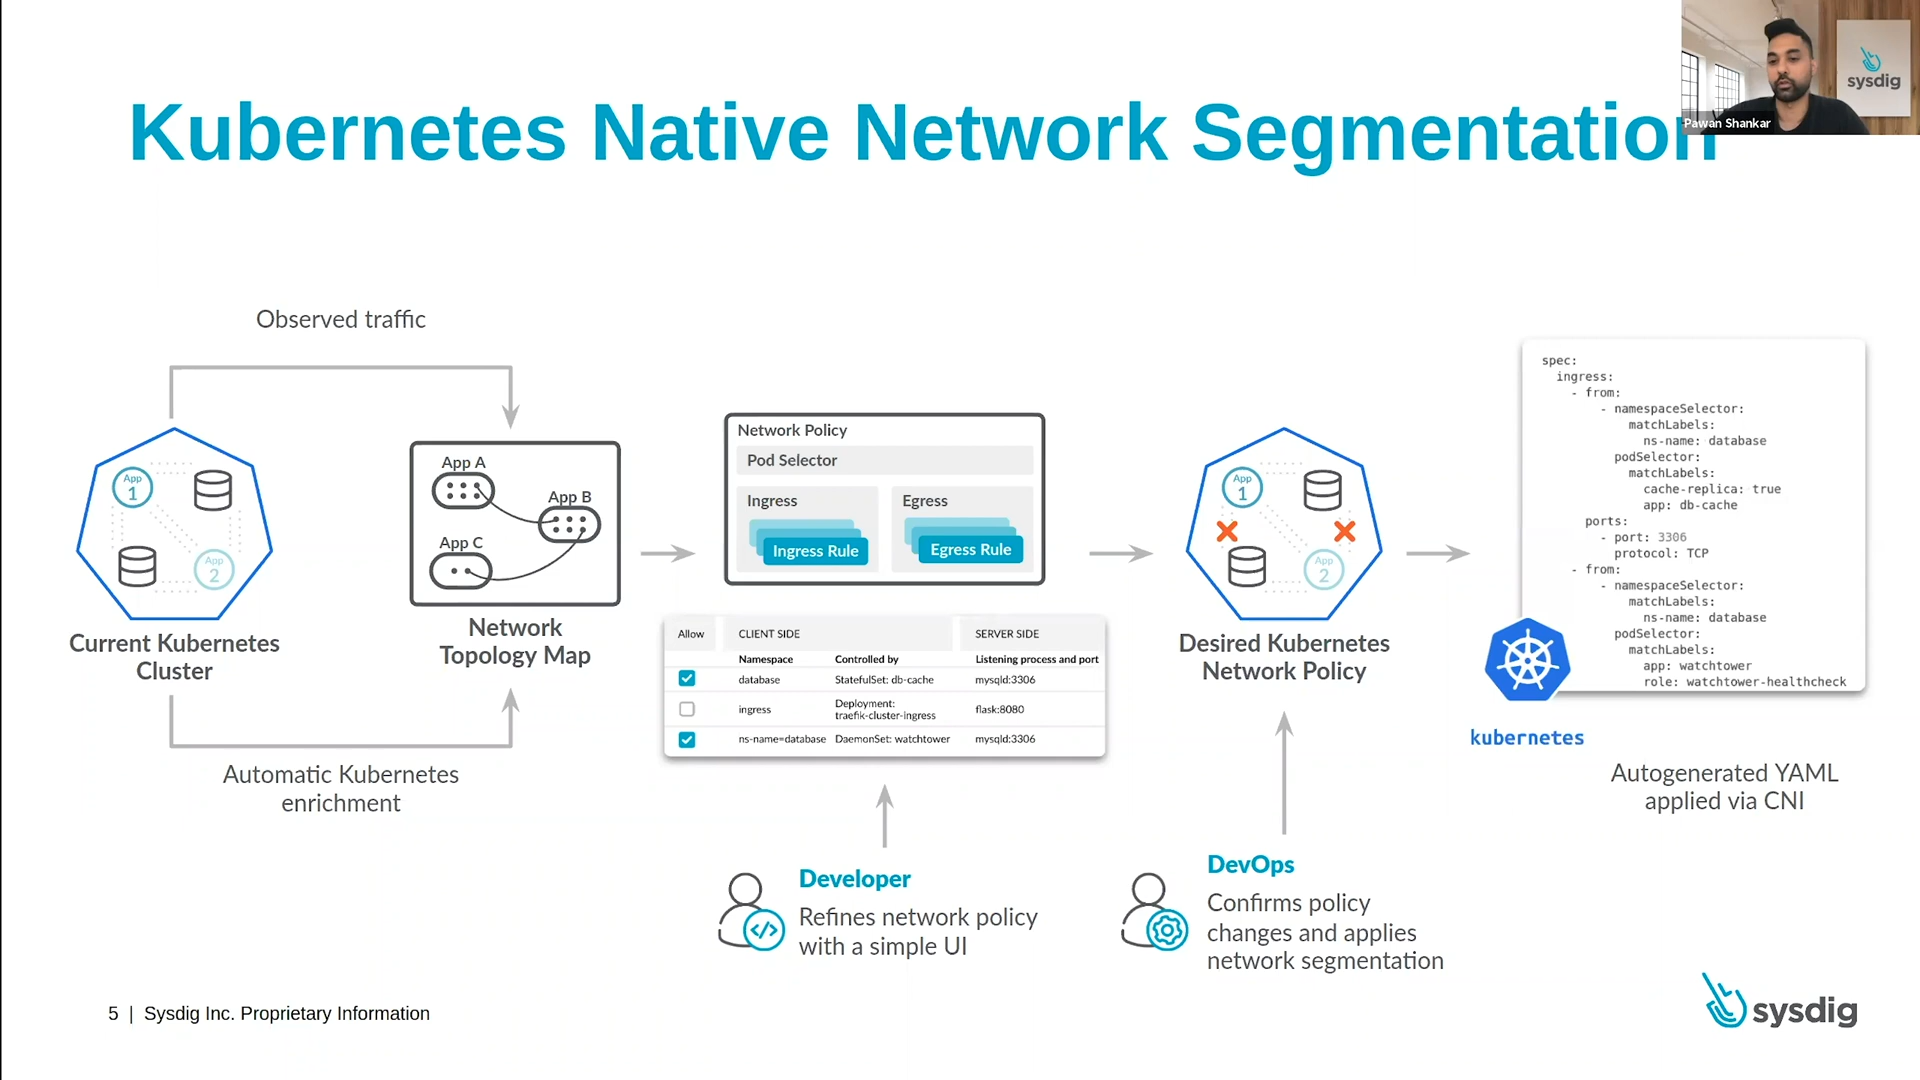 Kubernetes Native Network Segmentation
sysdig
Pawan Shankar
Observed traffic
App
1
App
2
Current Kubernetes
Cluster
Automatic Kubernetes
enrichment
App A
App B
App C
Network
Topology Map
Network Policy
Pod Selector
Ingress
Ingress Rule
Egress
Egress Rule
Allow CLIENT SIDE SERVER SIDE
Namespace Controlled by Listening process and port
database StatefulSet: db-cache mysqld:3306
ingress Deployment: traefik-cluster-ingress flask:8080
ns-name=database DaemonSet: watchtower mysqld:3306
Developer
Refines network policy
with a simple UI
App
1
App
2
Desired Kubernetes
Network Policy
DevOps
Confirms policy
changes and applies
network segmentation
spec:
ingress:
- from:
- namespaceSelector:
matchLabels:
ns-name: database
podSelector:
matchLabels:
cache-replica: true
app: db-cache
ports:
- port: 3306
protocol: TCP
- from:
- namespaceSelector:
matchLabels:
ns-name: database
podSelector:
matchLabels:
app: watchtower
role: watchtower-healthcheck
kubernetes
Autogenerated YAML
applied via CNI
5 | Sysdig Inc. Proprietary Information
sysdig